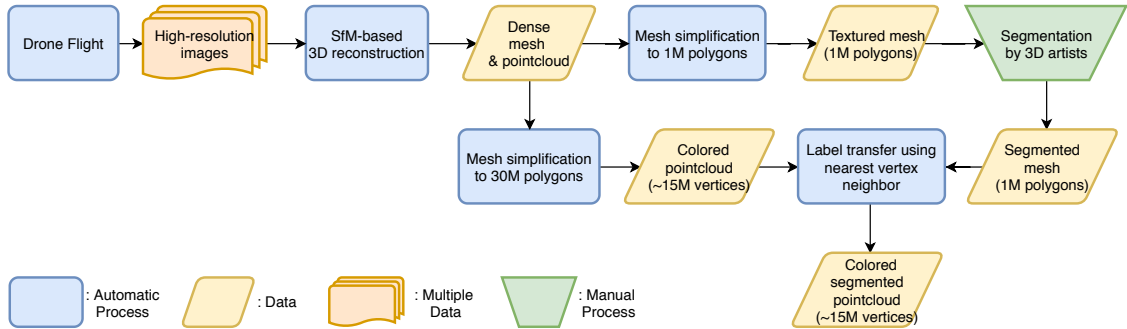 Drone Flight
High-resolution
images
SfM-based
3D reconstruction
Dense
mesh
& pointcloud
Mesh simplification
to 1M polygons
Textured mesh
(1M polygons)
Segmentation
by 3D artists
Mesh simplification
to 30M polygons
Colored
pointcloud
(~15M vertices)
Label transfer using
nearest vertex
neighbor
Segmented
mesh
(1M polygons)
Colored
segmented
pointcloud
(~15M vertices)
: Automatic
Process
: Data
: Multiple
Data
: Manual
Process